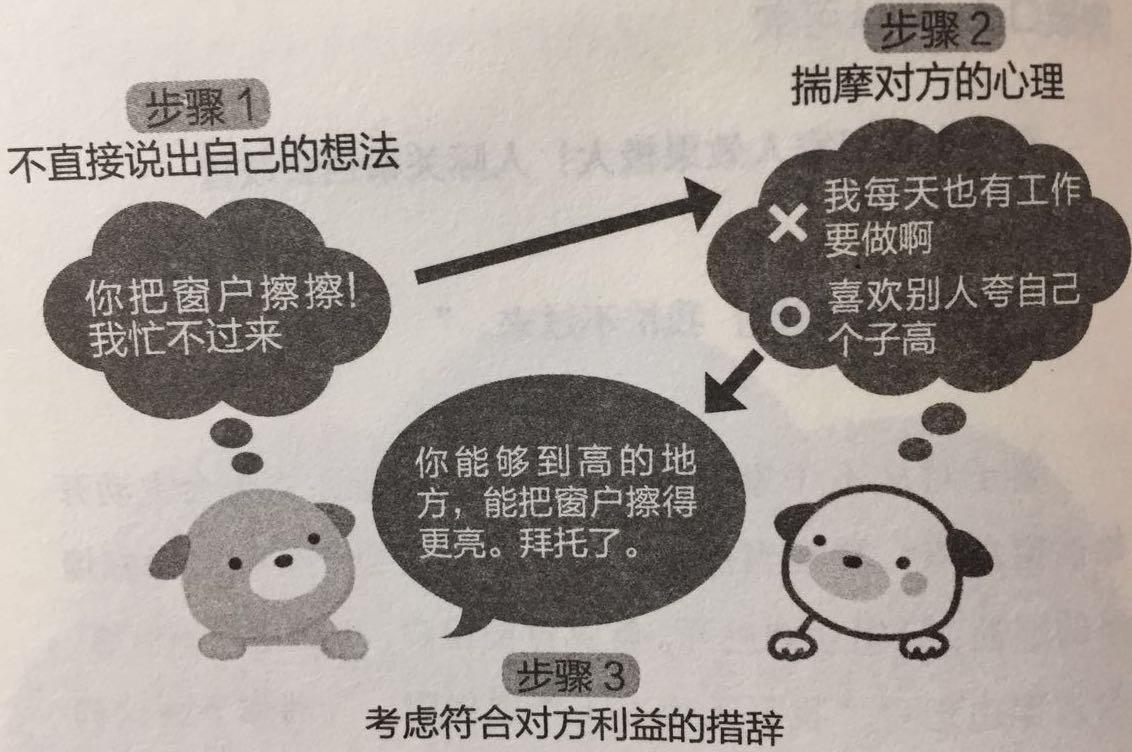 步骤 1
不直接说出自己的想法
你把窗户擦擦!
我忙不过来
步骤 2
揣摩对方的心理
× 我每天也有工作
要做啊
○ 喜欢别人夸自己
个子高
你能够到高的地
方，能把窗户擦得
更亮。拜托了。
步骤 3
考虑符合对方利益的措辞